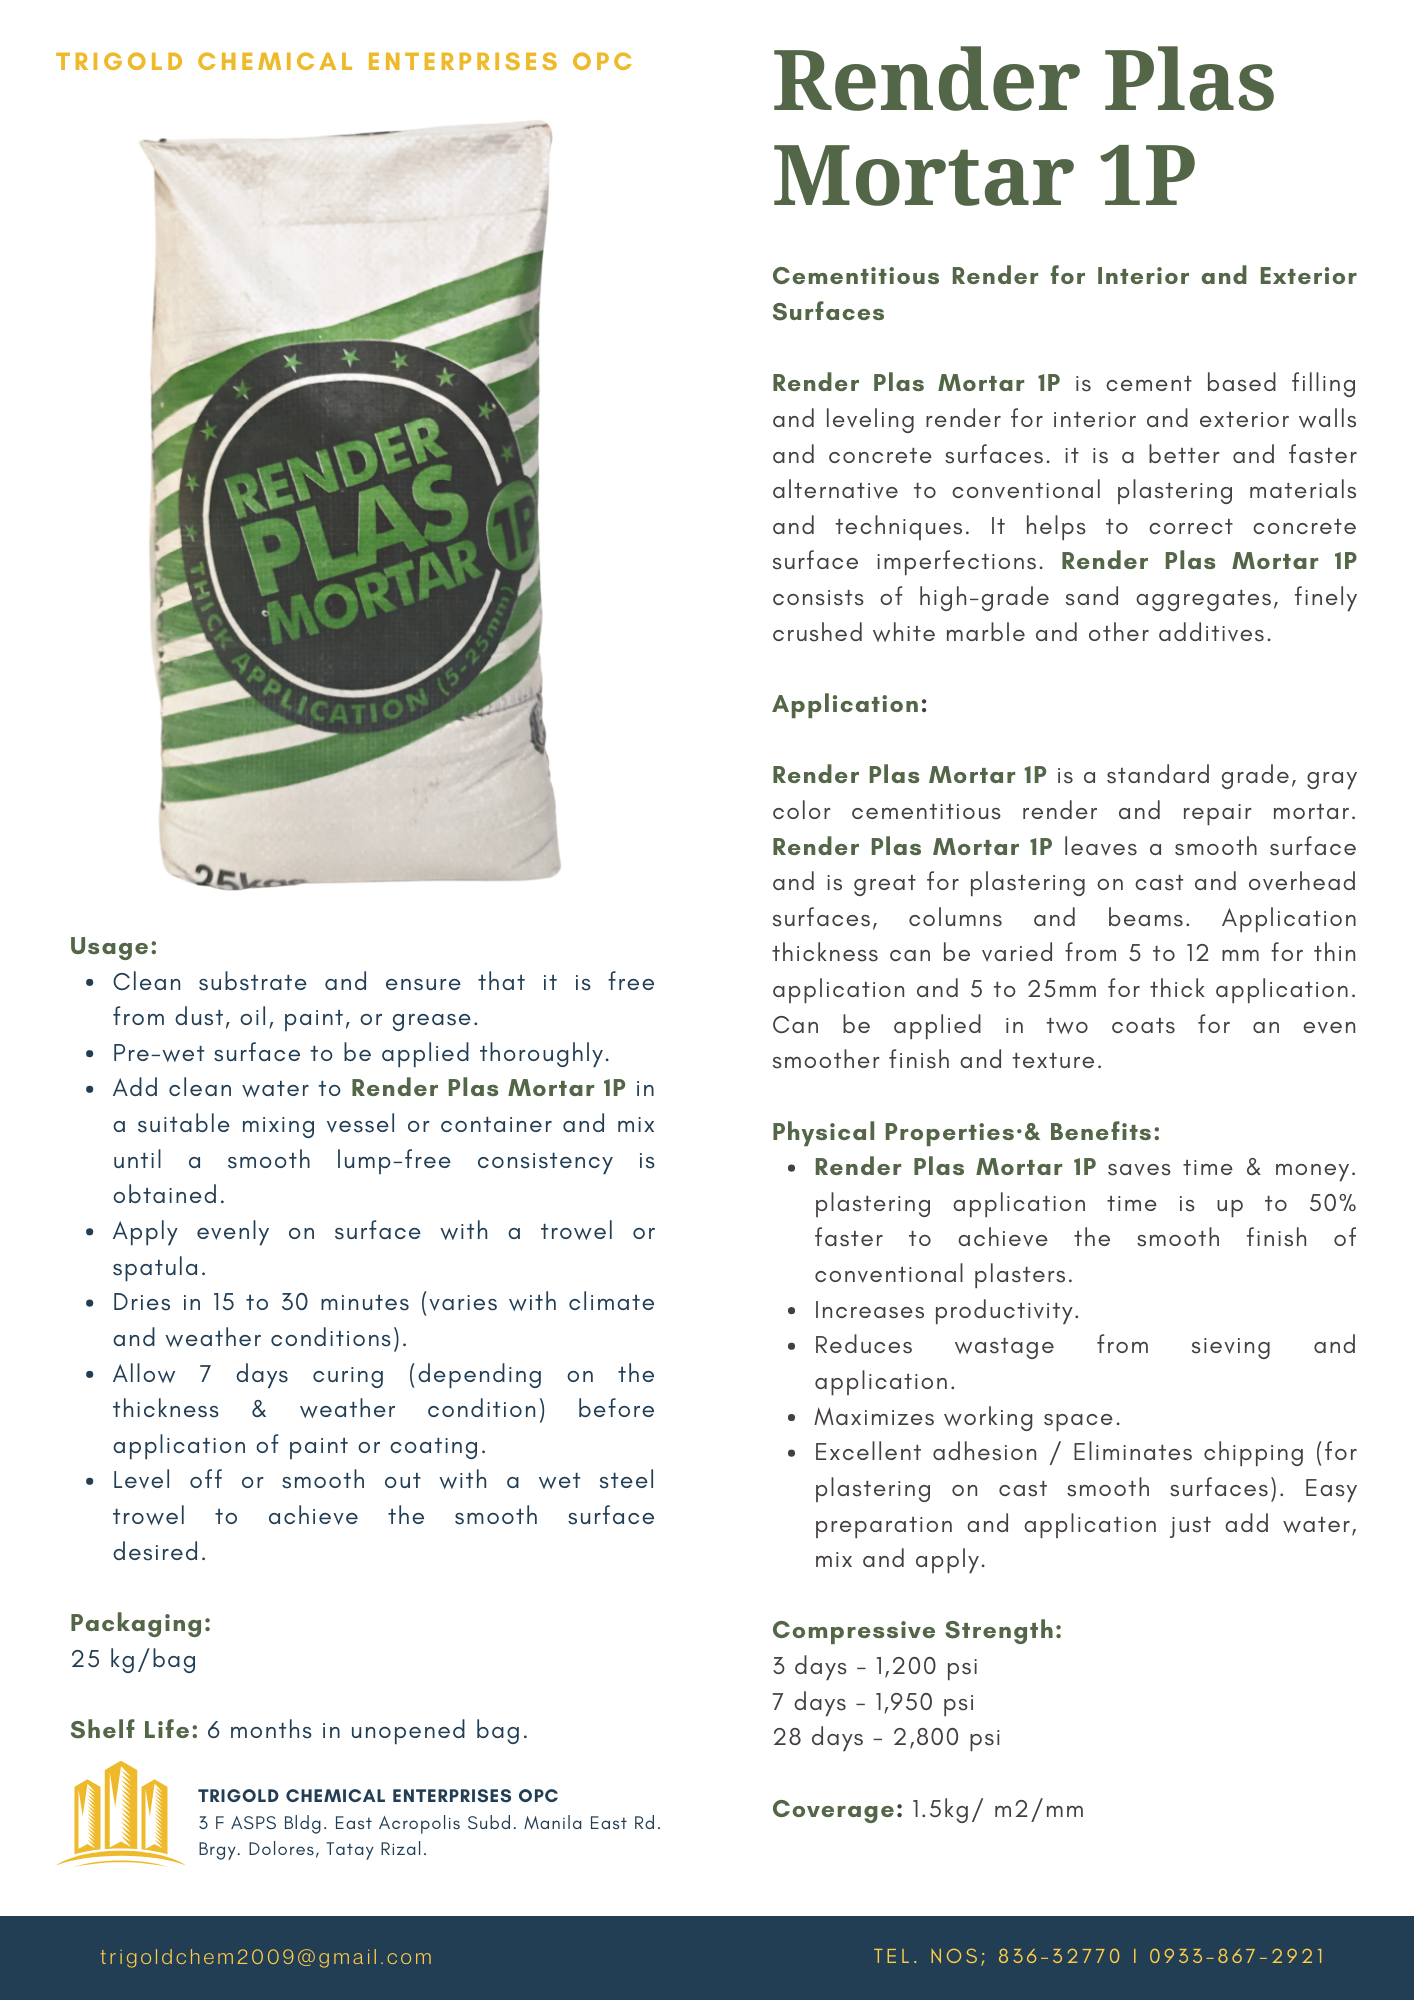 TRIGOLD CHEMICAL ENTERPRISES OPC
RENDER
PLAS
MORTAR
1P
THICK APPLICATION (5-25mm)
25kgs
Usage:
• Clean substrate and ensure that it is free
from dust, oil, paint, or grease.
• Pre-wet surface to be applied thoroughly.
• Add clean water to Render Plas Mortar 1P in
a suitable mixing vessel or container and mix
until a smooth lump-free consistency is
obtained.
• Apply evenly on surface with a trowel or
spatula.
• Dries in 15 to 30 minutes (varies with climate
and weather conditions).
• Allow 7 days curing (depending on the
thickness & weather condition) before
application of paint or coating.
• Level off or smooth out with a wet steel
trowel to achieve the smooth surface
desired.
Packaging:
25 kg/bag
Shelf Life: 6 months in unopened bag.
TRIGOLD CHEMICAL ENTERPRISES OPC
3 F ASPS Bldg. East Acropolis Subd. Manila East Rd.
Brgy. Dolores, Tatay Rizal.
Render Plas
Mortar 1P
Cementitious Render for Interior and Exterior
Surfaces
Render Plas Mortar 1P is cement based filling
and leveling render for interior and exterior walls
and concrete surfaces. it is a better and faster
alternative to conventional plastering materials
and techniques. It helps to correct concrete
surface imperfections. Render Plas Mortar 1P
consists of high-grade sand aggregates, finely
crushed white marble and other additives.
Application:
Render Plas Mortar 1P is a standard grade, gray
color cementitious render and repair mortar.
Render Plas Mortar 1P leaves a smooth surface
and is great for plastering on cast and overhead
surfaces, columns and beams. Application
thickness can be varied from 5 to 12 mm for thin
application and 5 to 25mm for thick application.
Can be applied in two coats for an even
smoother finish and texture.
Physical Properties·& Benefits:
• Render Plas Mortar 1P saves time & money.
plastering application time is up to 50%
faster to achieve the smooth finish of
conventional plasters.
• Increases productivity.
• Reduces wastage from sieving and
application.
• Maximizes working space.
• Excellent adhesion / Eliminates chipping (for
plastering on cast smooth surfaces). Easy
preparation and application just add water,
mix and apply.
Compressive Strength:
3 days - 1,200 psi
7 days - 1,950 psi
28 days - 2,800 psi
Coverage: 1.5kg/ m2/mm
trigoldchem2009@gmail.com
TEL. NOS; 836-32770 | 0933-867-2921